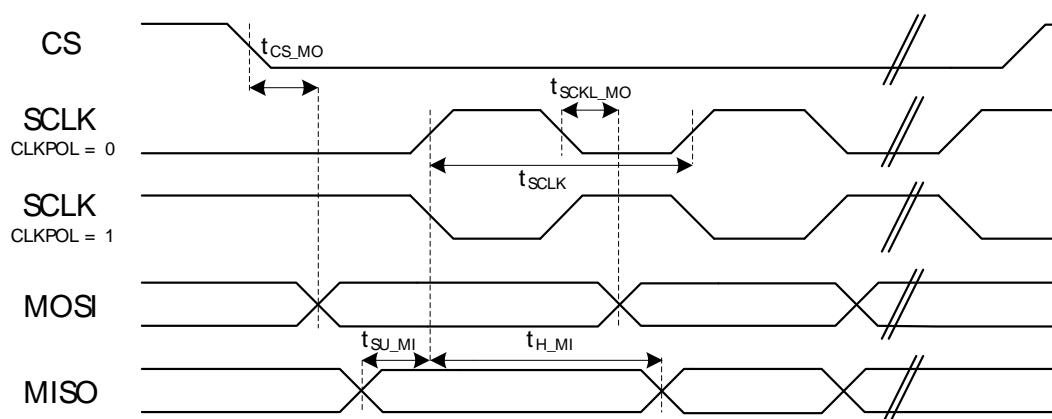 CS
tCS_MO
SCLK
CLKPOL = 0
tSCKL_MO
tSCLK
SCLK
CLKPOL = 1
MOSI
tSU_MI
tH_MI
MISO